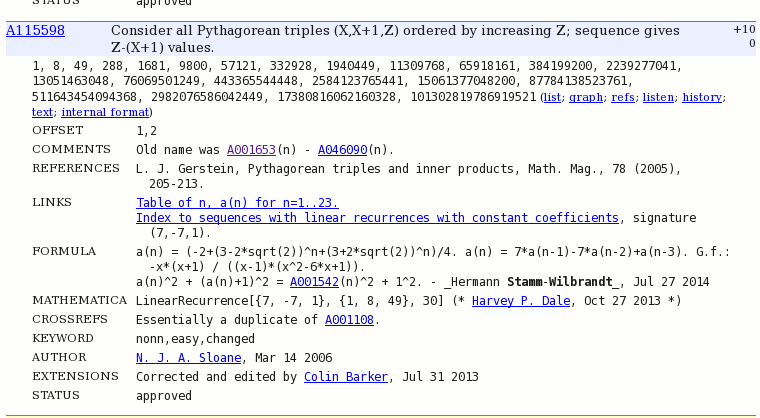 STATUS approved
A115598 Consider all Pythagorean triples (X,X+1,Z) ordered by increasing Z; sequence gives +10
Z-(X+1) values. 0
1, 8, 49, 288, 1681, 9800, 57121, 332928, 1940449, 11309768, 65918161, 384199200, 2239277041,
13051463048, 76069501249, 443365544448, 2584123765441, 15061377048200, 87784138523761,
511643454094368, 2982076586042449, 17380816062160328, 101302819786919521 (list; graph; refs; listen; history;
text; internal format)
OFFSET 1,2
COMMENTS Old name was A001653(n) - A046090(n).
REFERENCES L. J. Gerstein, Pythagorean triples and inner products, Math. Mag., 78 (2005),
205-213.
LINKS Table of n, a(n) for n=1..23.
Index to sequences with linear recurrences with constant coefficients, signature
(7,-7,1).
FORMULA a(n) = (-2+(3-2*sqrt(2))^n+(3+2*sqrt(2))^n)/4. a(n) = 7*a(n-1)-7*a(n-2)+a(n-3). G.f.:
-x*(x+1) / ((x-1)*(x^2-6*x+1)).
a(n)^2 + (a(n)+1)^2 = A001542(n)^2 + 1^2. - _Hermann Stamm-Wilbrandt_, Jul 27 2014
MATHEMATICA LinearRecurrence[{7, -7, 1}, {1, 8, 49}, 30] (* Harvey P. Dale, Oct 27 2013 *)
CROSSREFS Essentially a duplicate of A001108.
KEYWORD nonn,easy,changed
AUTHOR N. J. A. Sloane, Mar 14 2006
EXTENSIONS Corrected and edited by Colin Barker, Jul 31 2013
STATUS approved